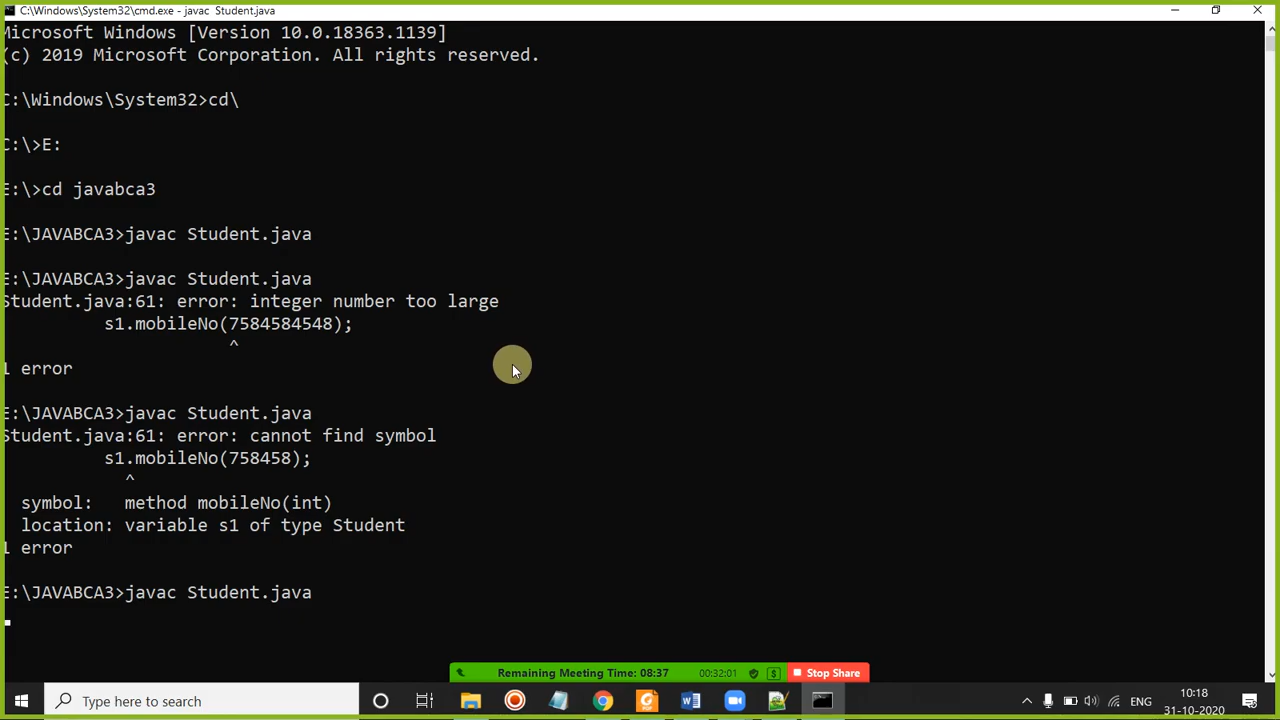 C:\Windows\System32\cmd.exe - javac Student.java
Microsoft Windows [Version 10.0.18363.1139]
(c) 2019 Microsoft Corporation. All rights reserved.
C:\Windows\System32>cd\
C:\>E:
E:\>cd javabca3
E:\JAVABCA3>javac Student.java
E:\JAVABCA3>javac Student.java
Student.java:61: error: integer number too large
s1.mobileNo(7584584548);
^
1 error
E:\JAVABCA3>javac Student.java
Student.java:61: error: cannot find symbol
s1.mobileNo(758458);
^
symbol: method mobileNo(int)
location: variable s1 of type Student
1 error
E:\JAVABCA3>javac Student.java
Remaining Meeting Time: 08:37 00:32:01 $ Stop Share
Type here to search W ENG 10:18
31-10-2020